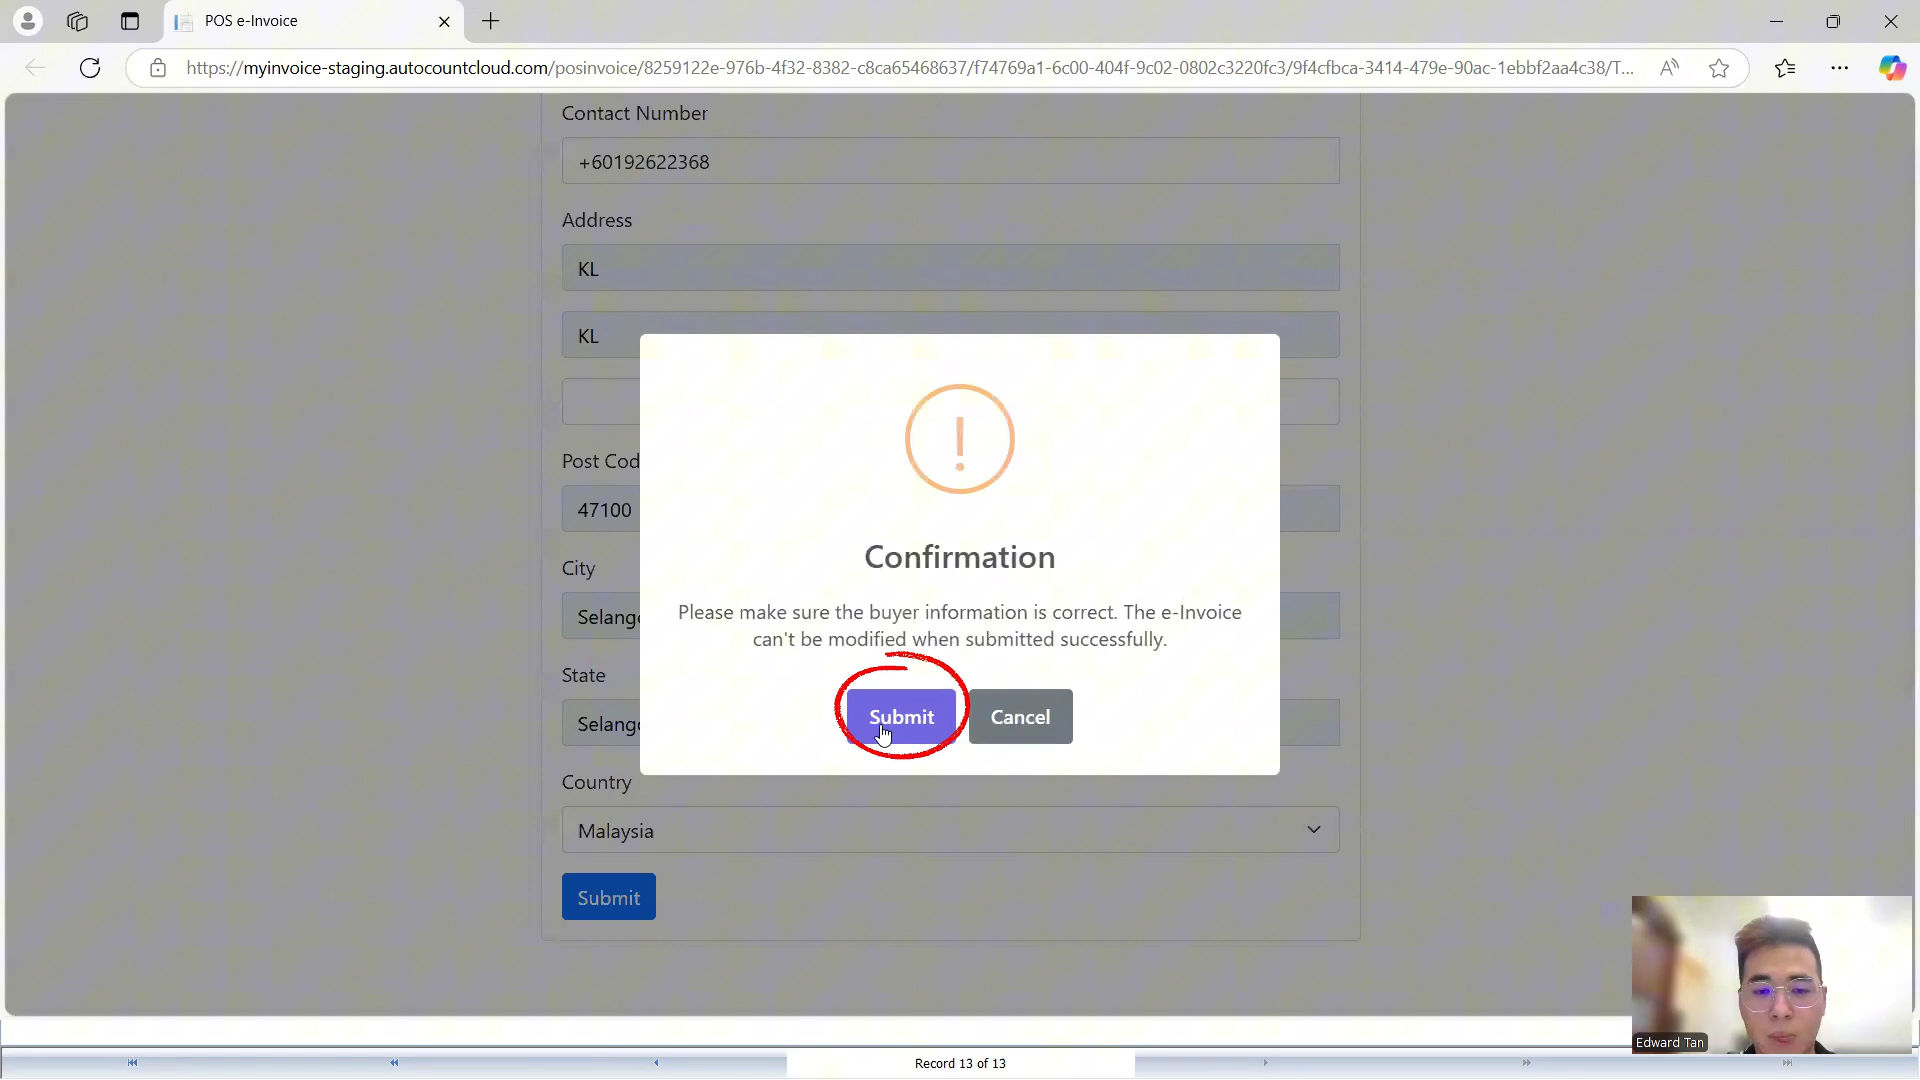 POS e-Invoice
https://myinvoice-staging.autocountcloud.com/posinvoice/8259122e-976b-4f32-8382-c8ca65468637/f74769a1-6c00-404f-9c02-0802c3220fc3/9f4cfbca-3414-479e-90ac-1ebbf2aa4c38/T...
Contact Number
+60192622368
Address
KL
KL
Post Cod
47100
City
Selango
State
Selango
Confirmation
Please make sure the buyer information is correct. The e-Invoice
can't be modified when submitted successfully.
Submit
Cancel
Country
Malaysia
Submit
Edward Tan
Record 13 of 13